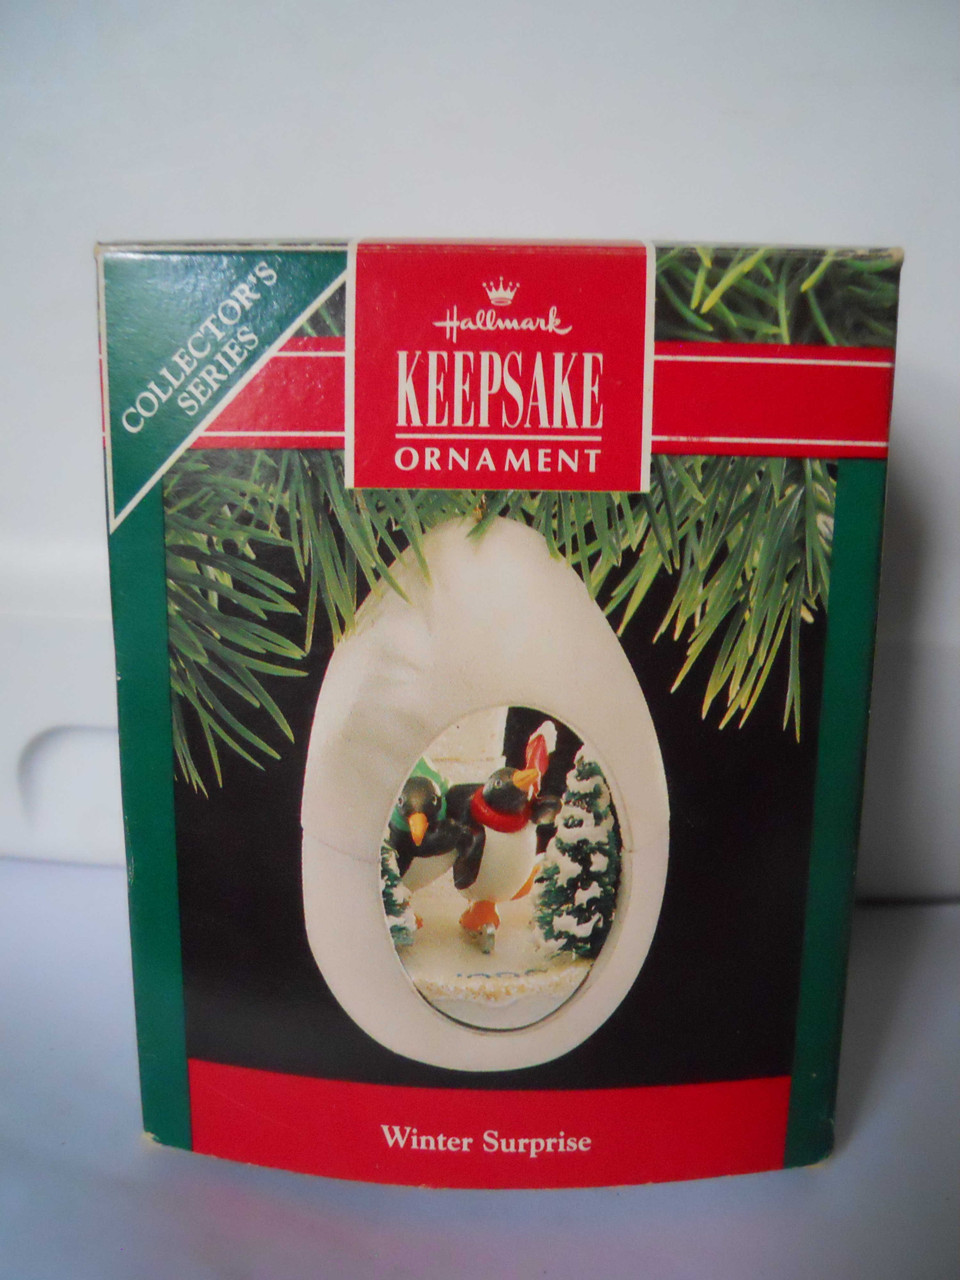 COLLECTOR'S
SERIES
Hallmark
KEEPSAKE
ORNAMENT
Winter Surprise